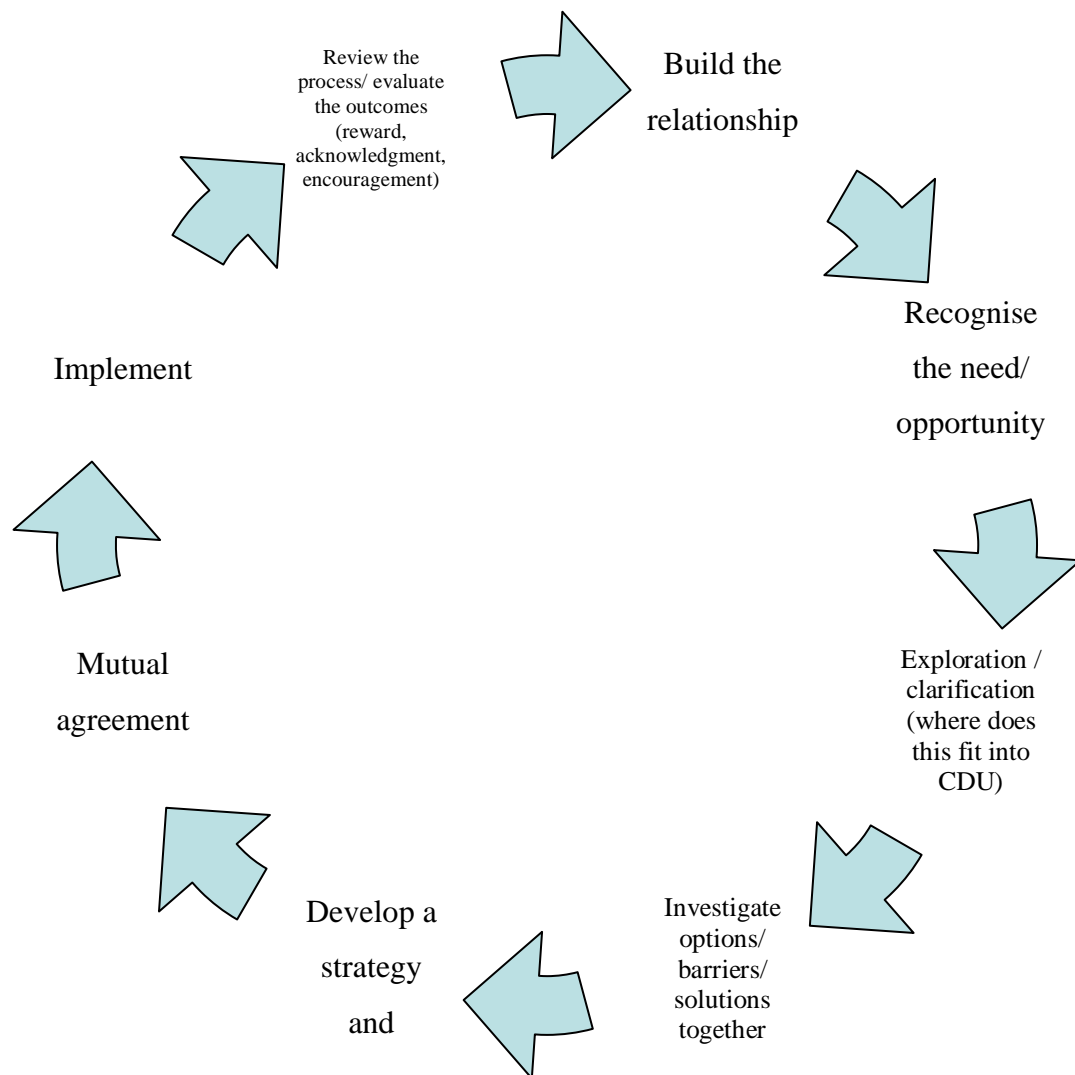 Build the
relationship
Recognise
the need/
opportunity
Exploration /
clarification
(where does
this fit into
CDU)
Investigate
options/
barriers/
solutions
together
Develop a
strategy
and
Mutual
agreement
Implement
Review the
process/ evaluate
the outcomes
(reward,
acknowledgment,
encouragement)